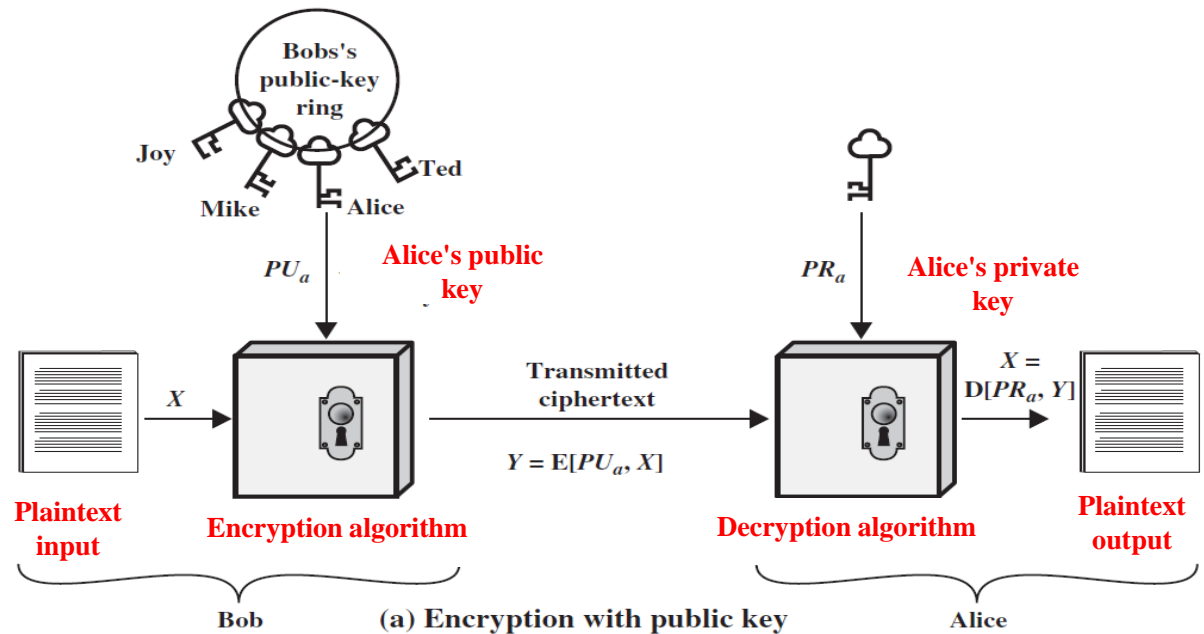 Bobs's
public-key
ring
Joy
Ted
Mike
Alice
PUₐ
Alice's public
key
PRₐ
Alice's private
key
X
Transmitted
ciphertext
X =
D[PRₐ, Y]
Y = E[PUₐ, X]
Plaintext
input
Encryption algorithm
Decryption algorithm
Plaintext
output
Bob
(a) Encryption with public key
Alice